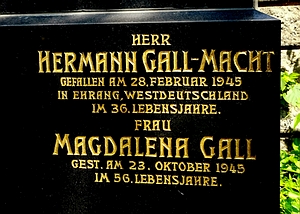 HERR
HERMANN GALL-MACHT
GEFALLEN AM 28. FEBRUAR 1945
IN EHRANG, WESTDEUTSCHLAND
IM 36. LEBENSJAHRE.
FRAU
MAGDALENA GALL
GEST. AM 23. OKTOBER 1945
IM 56. LEBENSJAHRE.